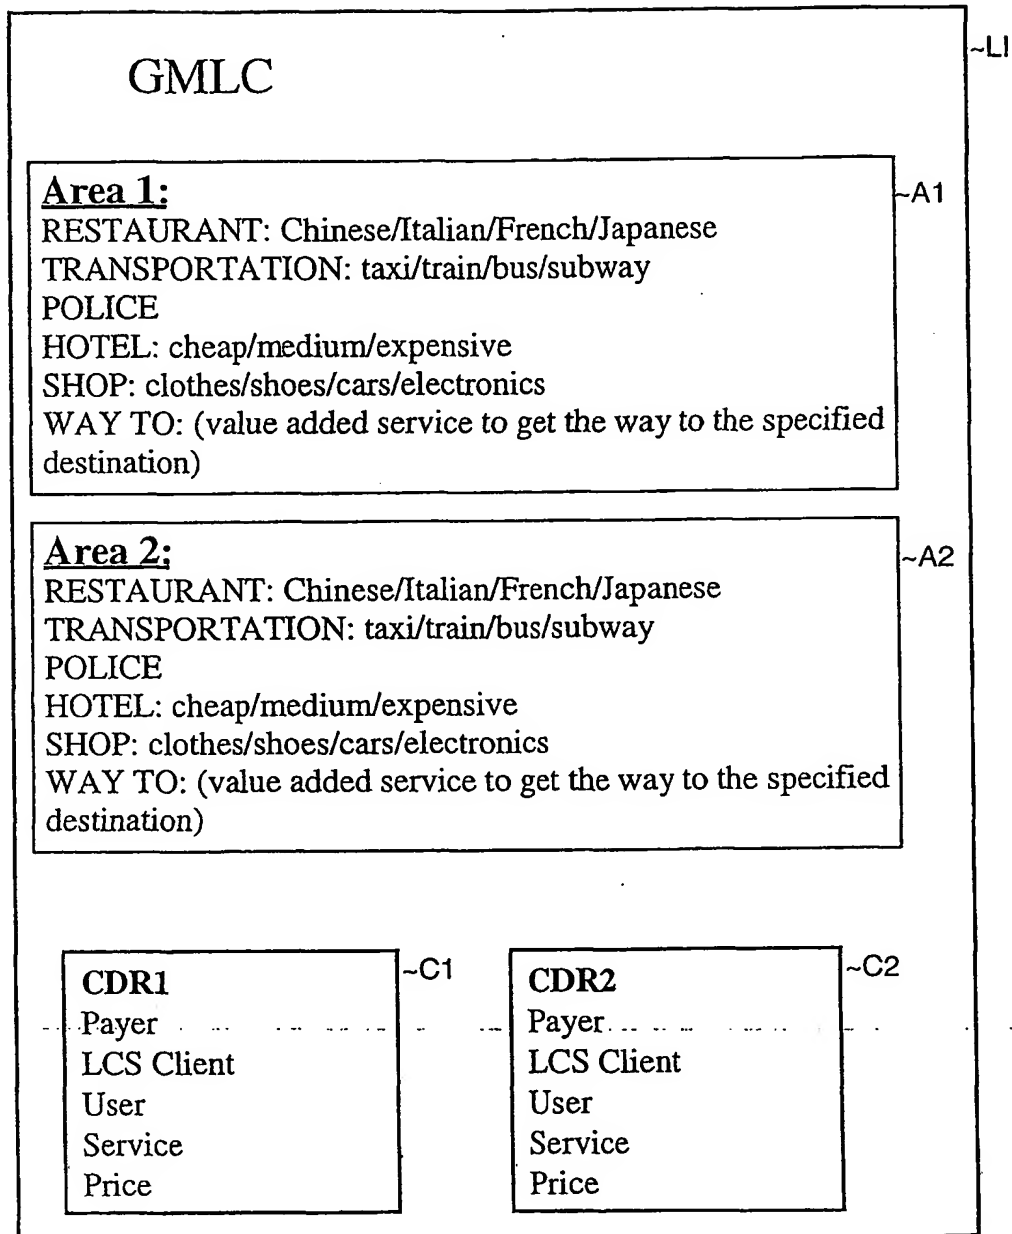 ~LI
GMLC
Area 1:
~A1
RESTAURANT: Chinese/Italian/French/Japanese
TRANSPORTATION: taxi/train/bus/subway
POLICE
HOTEL: cheap/medium/expensive
SHOP: clothes/shoes/cars/electronics
WAY TO: (value added service to get the way to the specified
destination)
Area 2:
~A2
RESTAURANT: Chinese/Italian/French/Japanese
TRANSPORTATION: taxi/train/bus/subway
POLICE
HOTEL: cheap/medium/expensive
SHOP: clothes/shoes/cars/electronics
WAY TO: (value added service to get the way to the specified
destination)
~C1
CDR1
Payer
LCS Client
User
Service
Price
~C2
CDR2
Payer
LCS Client
User
Service
Price